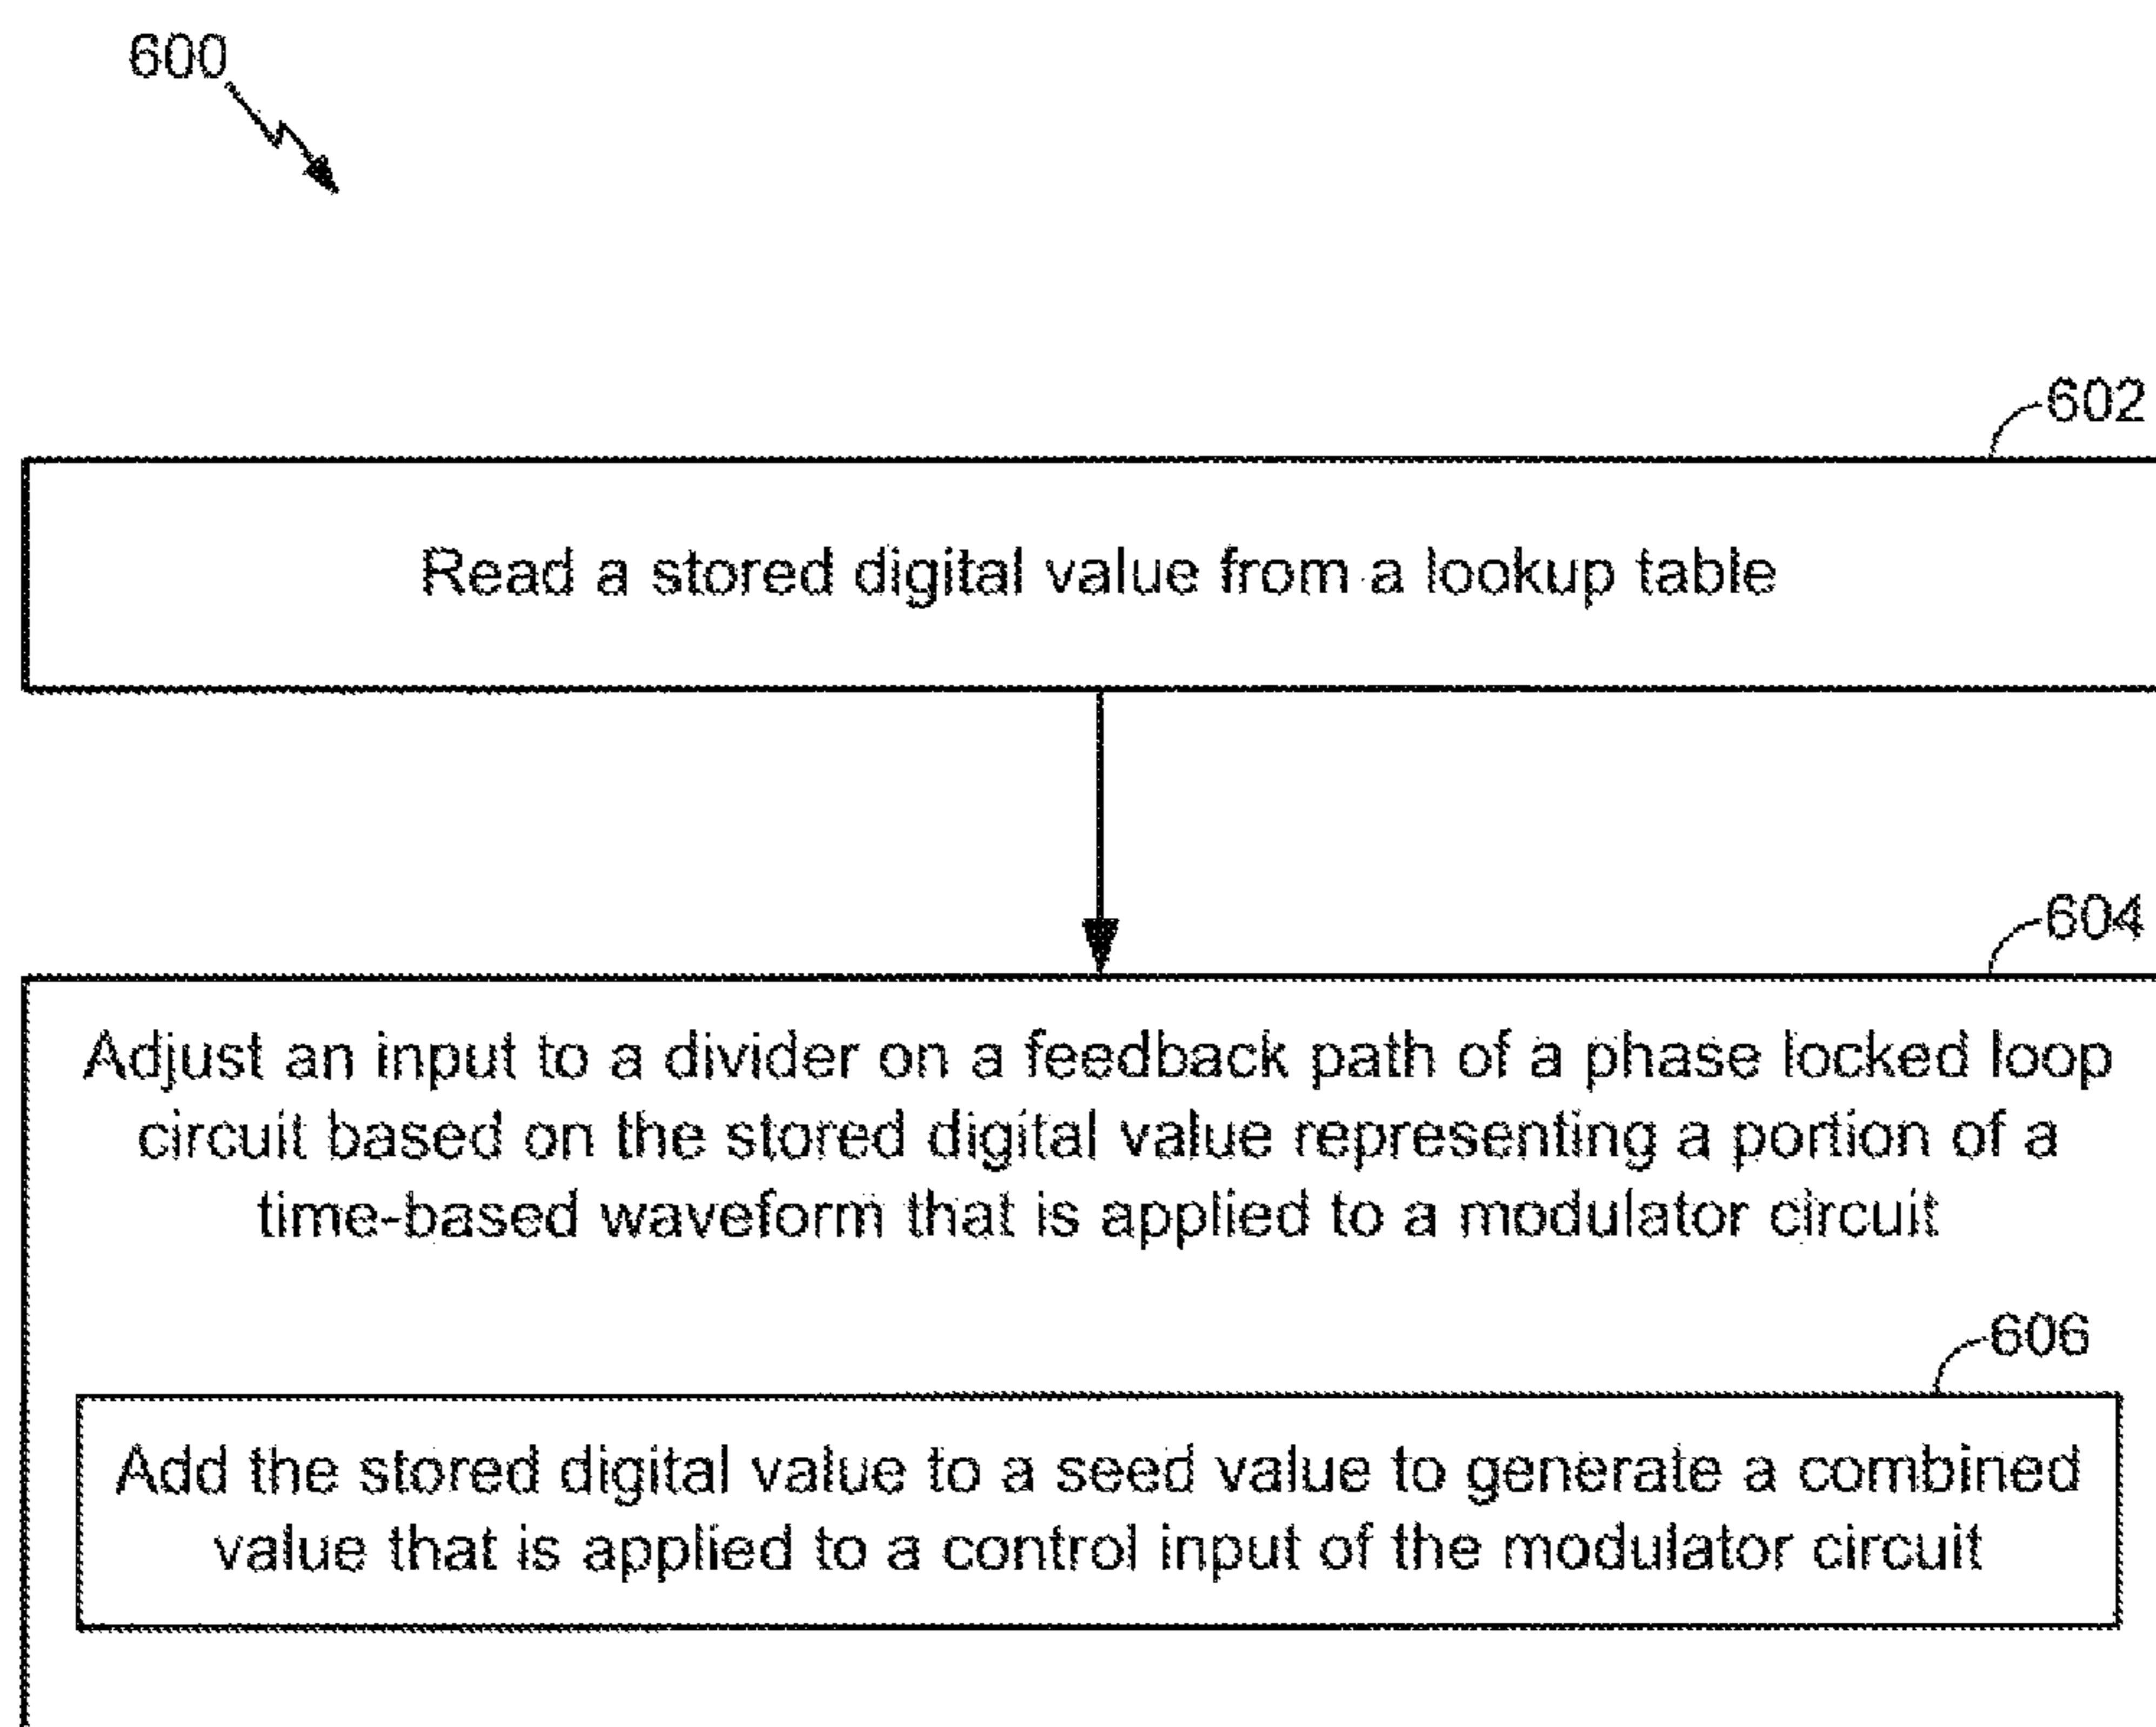 600
602
Read a stored digital value from a lookup table
604
Adjust an input to a divider on a feedback path of a phase locked loop
circuit based on the stored digital value representing a portion of a
time-based waveform that is applied to a modulator circuit
606
Add the stored digital value to a seed value to generate a combined
value that is applied to a control input of the modulator circuit